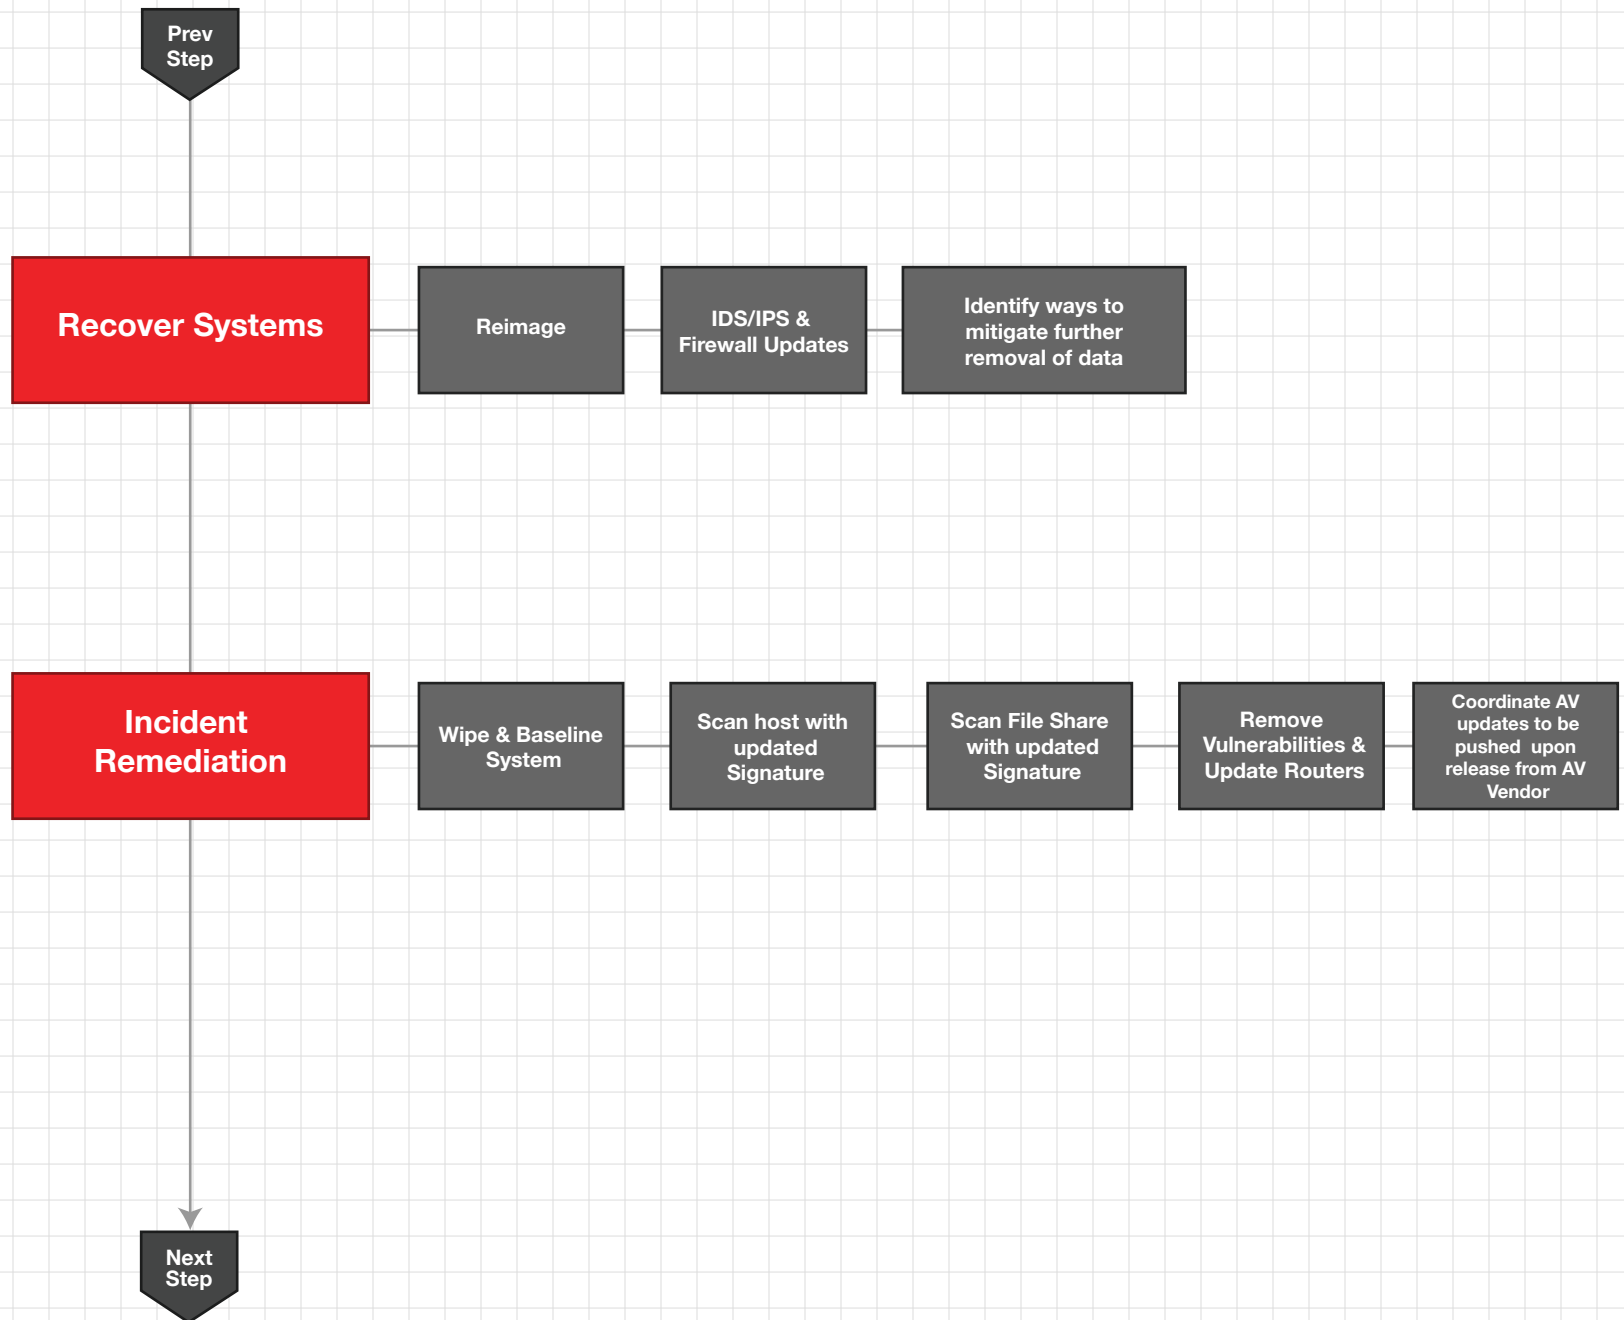 Prev
Step
Recover Systems
Reimage
IDS/IPS &
Firewall Updates
Identify ways to
mitigate further
removal of data
Incident
Remediation
Wipe & Baseline
System
Scan host with
updated
Signature
Scan File Share
with updated
Signature
Remove
Vulnerabilities &
Update Routers
Coordinate AV
updates to be
pushed upon
release from AV
Vendor
Next
Step